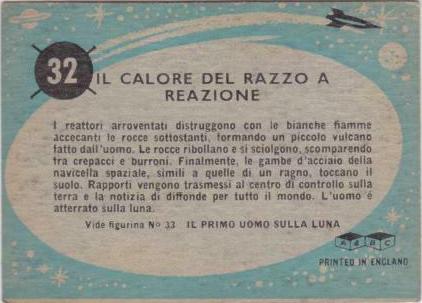 32
IL CALORE DEL RAZZO A
REAZIONE
I reattori arroventati distruggono con le bianche fiamme
accecanti le rocce sottostanti, formando un piccolo vulcano
fatto dall'uomo. Le rocce ribollano e si sciolgono, scomparendo
tra crepacci e burroni. Finalmente, le gambe d'acciaio della
navicella spaziale, simili a quelle di un ragno, toccano il
suolo. Rapporti vengono trasmessi al centro di controllo sulla
terra e la notizia di diffonde per tutto il mondo. L'uomo é
atterrato sulla luna.
Vide figurina No 33 IL PRIMO UOMO SULLA LUNA
A & B C
PRINTED IN ENGLAND